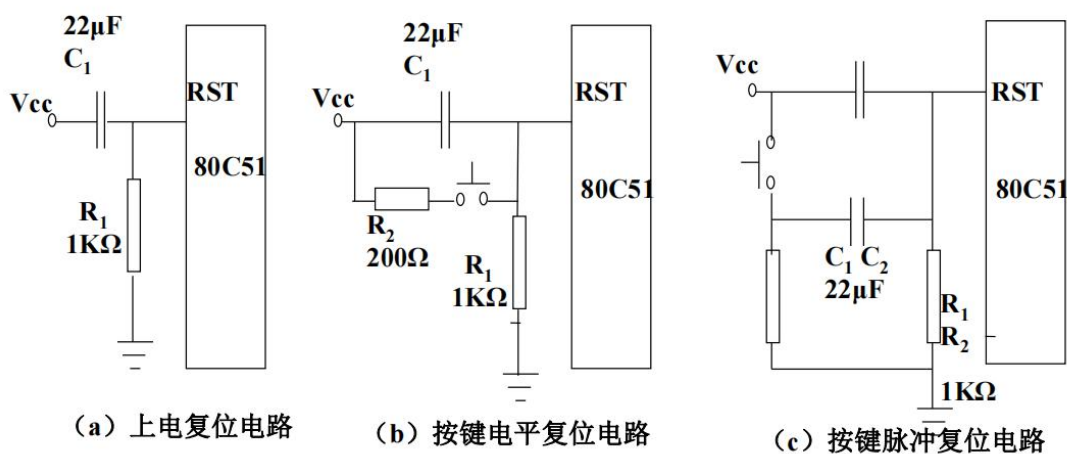 22μF
C₁
Vcc
RST
80C51
R₁
1KΩ
(a)上电复位电路
22μF
C₁
Vcc
RST
80C51
R₂
200Ω
R₁
1KΩ
(b)按键电平复位电路
Vcc
RST
80C51
C₁ C₂
22μF
R₁
R₂
1KΩ
(c)按键脉冲复位电路